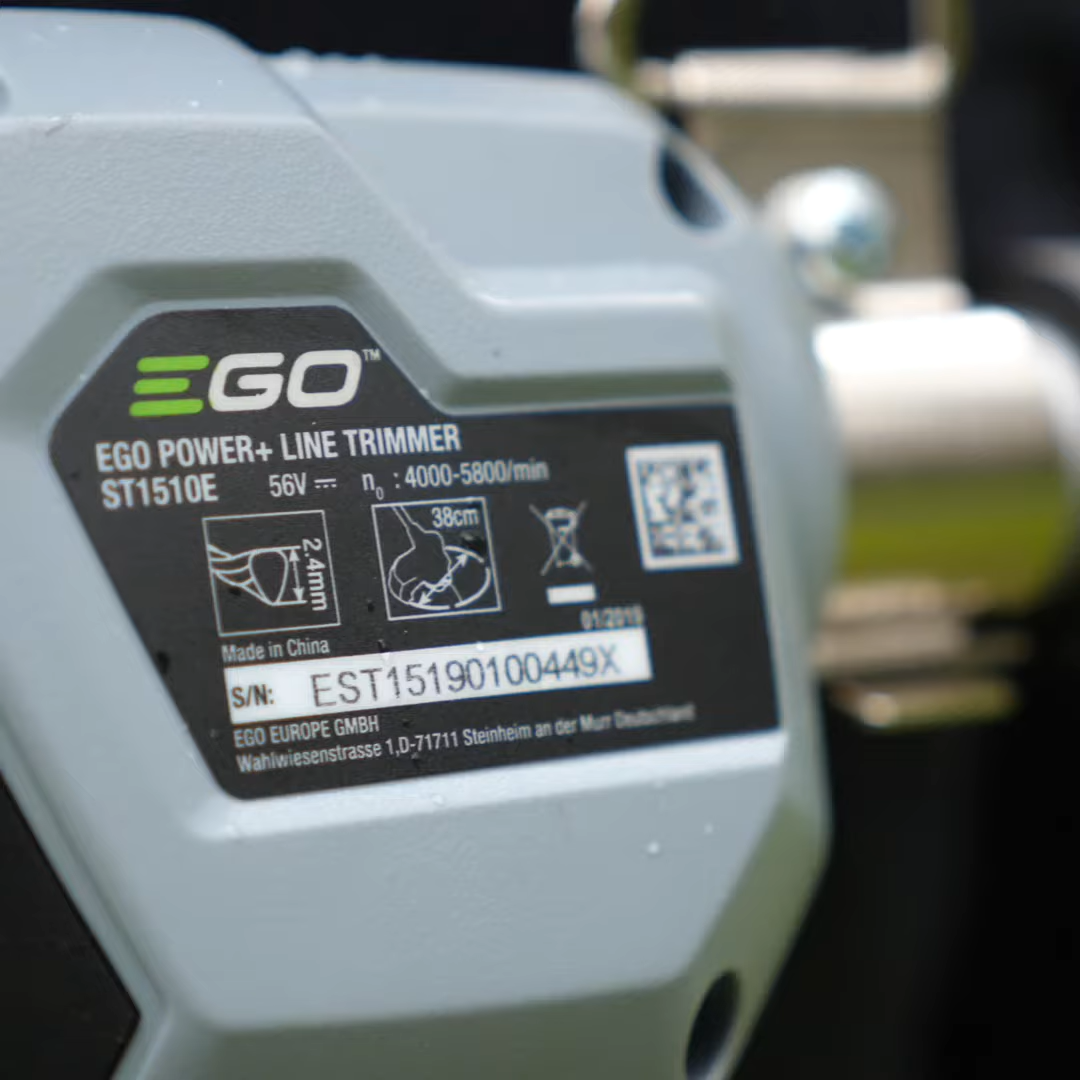 EGO™
EGO POWER+ LINE TRIMMER
ST1510E 56V n₀ : 4000-5800/min
2.4mm
38cm
01/2019
Made in China
S/N: EST15190100449X
EGO EUROPE GMBH
Wahlwiesenstrasse 1,D-71711 Steinheim an der Murr Deutschland